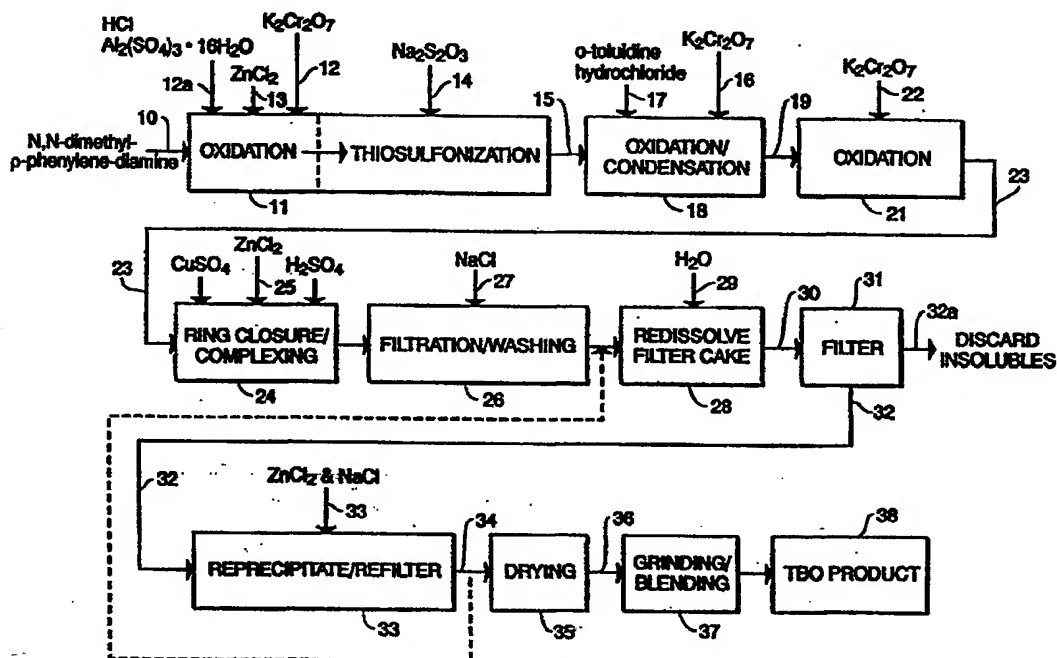 HCl
Al2(SO4)3 • 16H2O
K2Cr2O7
ZnCl2
12a
13
12
Na2S2O3
14
o-toluidine
hydrochloride
17
K2Cr2O7
16
K2Cr2O7
22
10
N,N-dimethyl-
ρ-phenylene-diamine
OXIDATION
THIOSULFONIZATION
11
15
OXIDATION/
CONDENSATION
18
19
OXIDATION
21
23
23
CuSO4
ZnCl2
25
H2SO4
RING CLOSURE/
COMPLEXING
24
NaCl
27
FILTRATION/WASHING
26
H2O
29
REDISSOLVE
FILTER CAKE
28
30
31
FILTER
32a
DISCARD
INSOLUBLES
32
32
ZnCl2 & NaCl
33
REPRECIPITATE/REFILTER
33
34
DRYING
35
36
GRINDING/
BLENDING
37
38
TBO PRODUCT